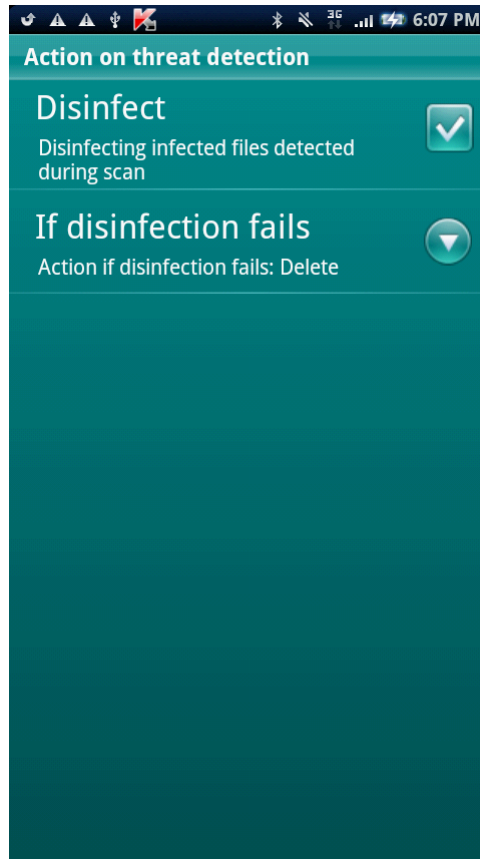 3G 6:07 PM
Action on threat detection
Disinfect
Disinfecting infected files detected
during scan
If disinfection fails
Action if disinfection fails: Delete